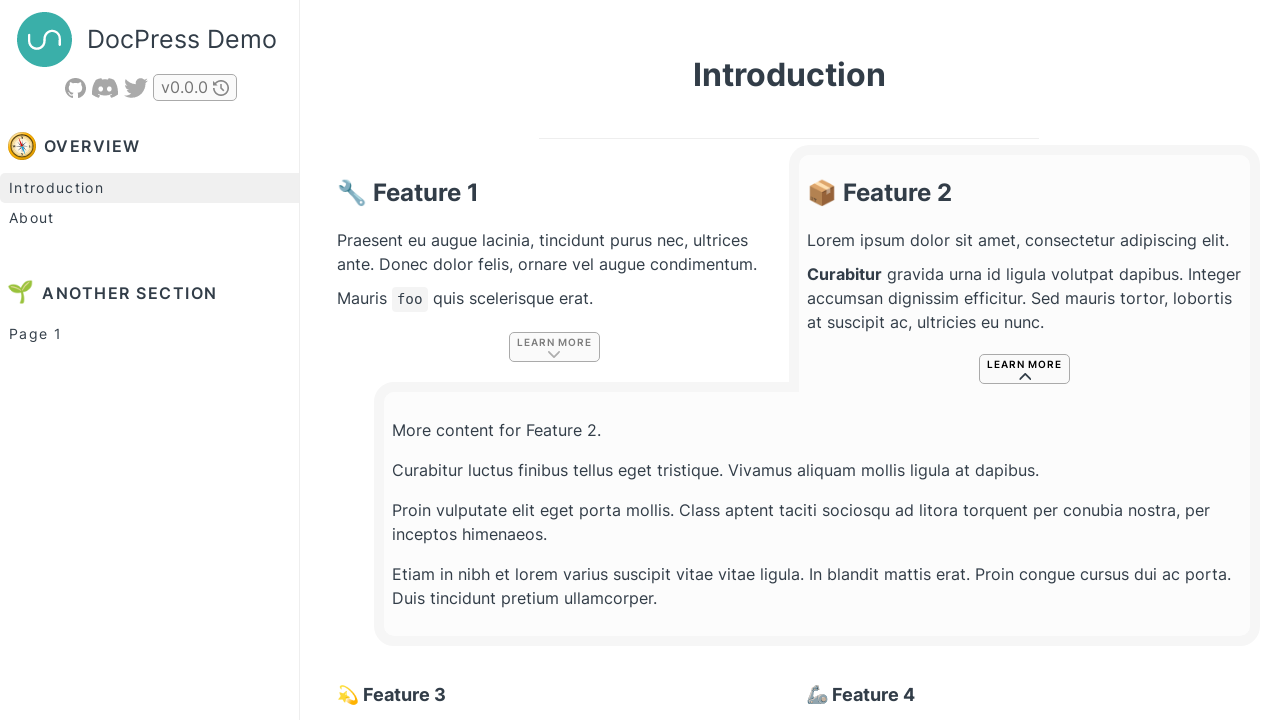 DocPress Demo
v0.0.0
OVERVIEW
Introduction
About
ANOTHER SECTION
Page 1
Introduction
Feature 1
Praesent eu augue lacinia, tincidunt purus nec, ultrices
ante. Donec dolor felis, ornare vel augue condimentum.
Mauris foo quis scelerisque erat.
LEARN MORE
Feature 2
Lorem ipsum dolor sit amet, consectetur adipiscing elit.
Curabitur gravida urna id ligula volutpat dapibus. Integer
accumsan dignissim efficitur. Sed mauris tortor, lobortis
at suscipit ac, ultricies eu nunc.
LEARN MORE
More content for Feature 2.
Curabitur luctus finibus tellus eget tristique. Vivamus aliquam mollis ligula at dapibus.
Proin vulputate elit eget porta mollis. Class aptent taciti sociosqu ad litora torquent per conubia nostra, per
inceptos himenaeos.
Etiam in nibh et lorem varius suscipit vitae vitae ligula. In blandit mattis erat. Proin congue cursus dui ac porta.
Duis tincidunt pretium ullamcorper.
Feature 3
Feature 4